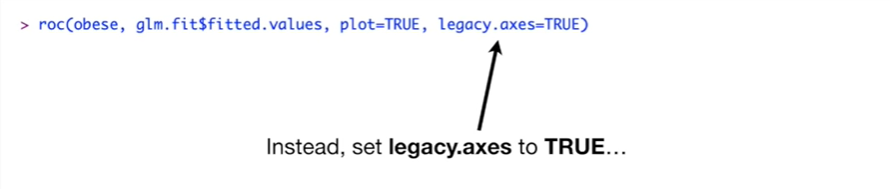 > roc(obese, glm.fit$fitted.values, plot=TRUE, legacy.axes=TRUE)
Instead, set legacy.axes to TRUE…